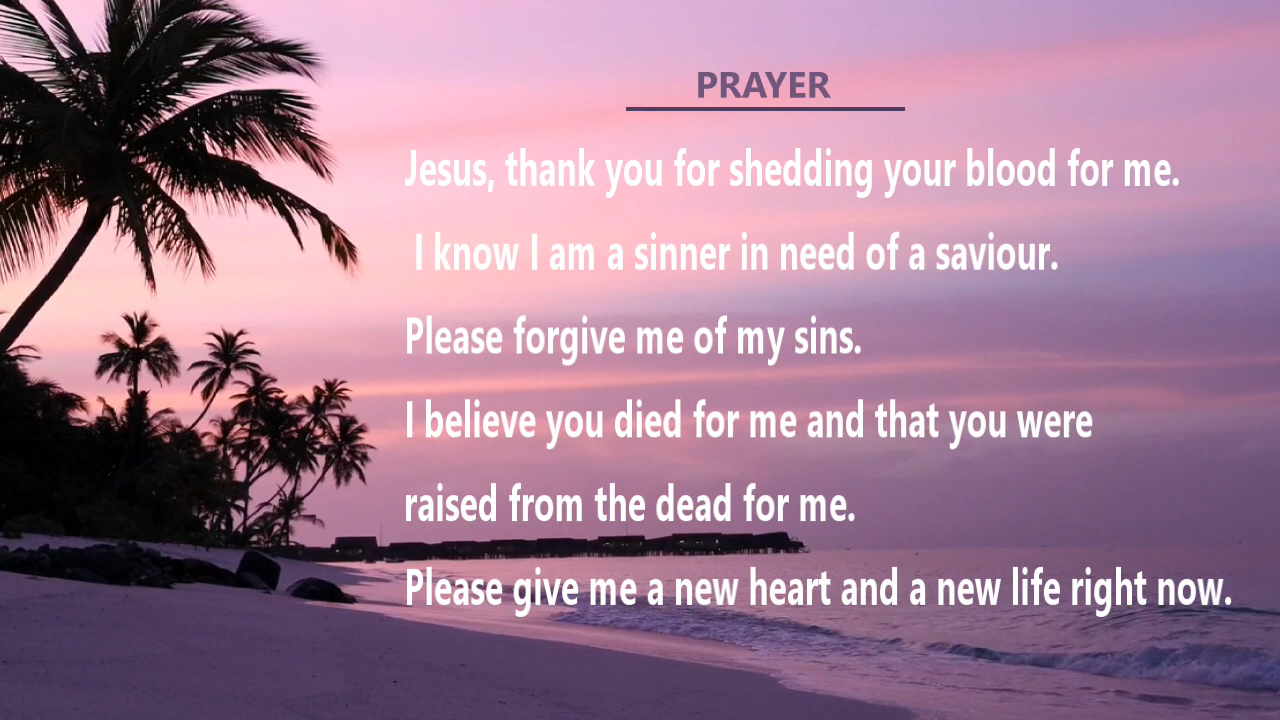 PRAYER
Jesus, thank you for shedding your blood for me.
I know I am a sinner in need of a saviour.
Please forgive me of my sins.
I believe you died for me and that you were
raised from the dead for me.
Please give me a new heart and a new life right now.